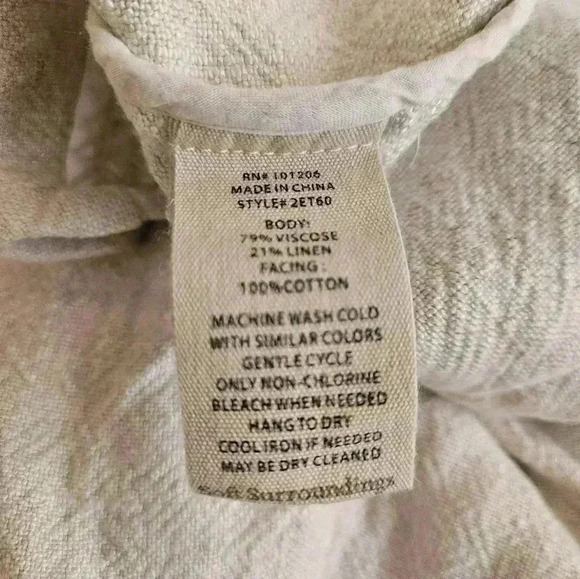 RN# 101206
MADE IN CHINA
STYLE# 2ET60
BODY:
79% VISCOSE
21% LINEN
FACING :
100%COTTON
MACHINE WASH COLD
WITH SIMILAR COLORS
GENTLE CYCLE
ONLY NON-CHLORINE
BLEACH WHEN NEEDED
HANG TO DRY
COOL IRON IF NEEDED
MAY BE DRY CLEANED
Soft Surroundings